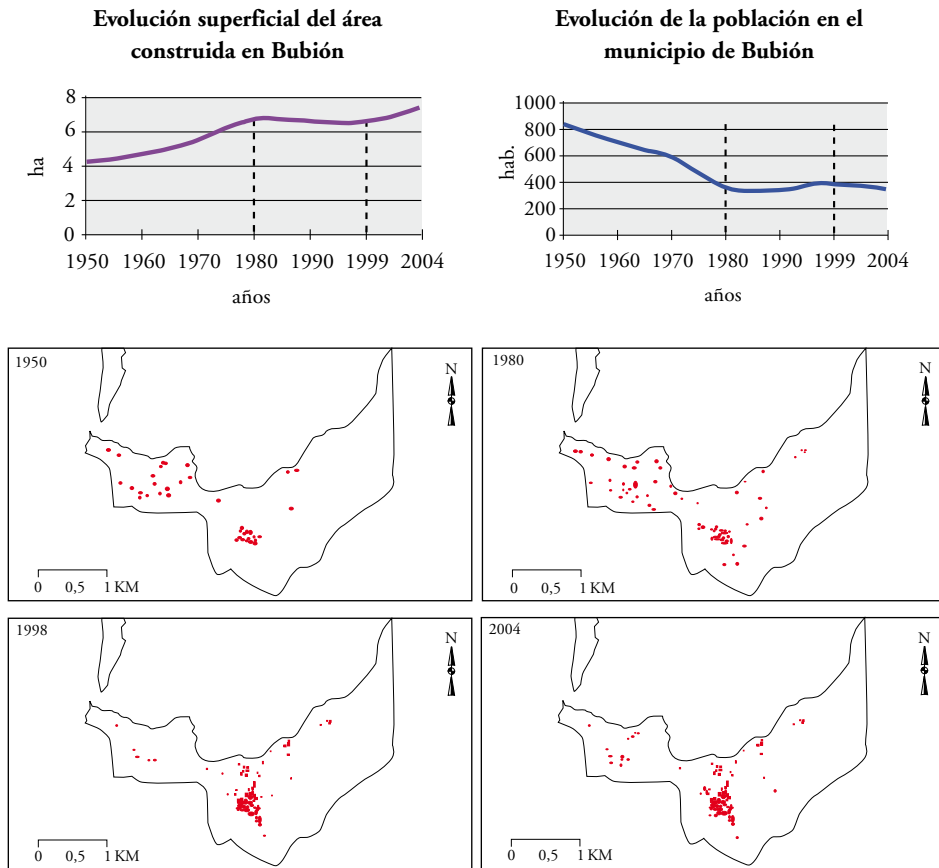 Evolución superficial del área
construida en Bubión
8
6
4
2
0
ha
1950 1960 1970 1980 1990 1999 2004
años
Evolución de la población en el
municipio de Bubión
1000
800
600
400
200
0
hab.
1950 1960 1970 1980 1990 1999 2004
años
1950
N
0 0,5 1 KM
1980
N
0 0,5 1 KM
1998
N
0 0,5 1 KM
2004
N
0 0,5 1 KM